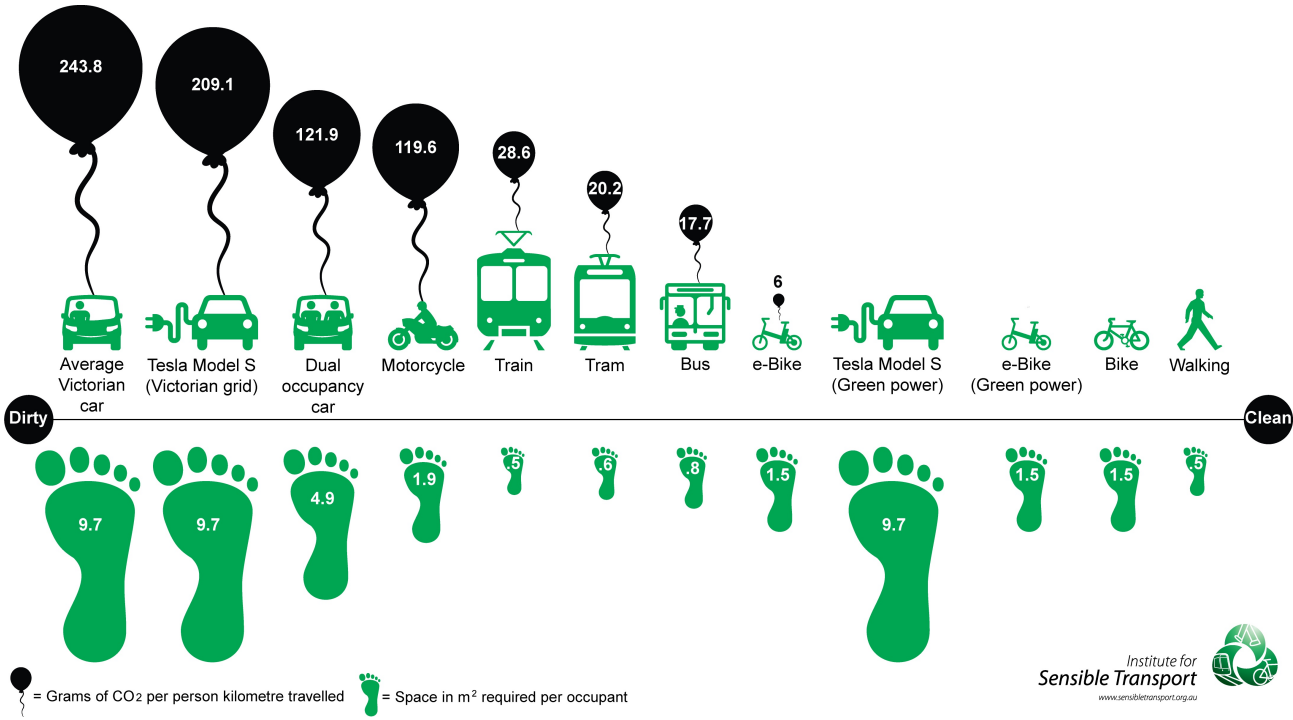 243.8
209.1
121.9
119.6
28.6
20.2
17.7
6
Average
Victorian
car
Tesla Model S
(Victorian grid)
Dual
occupancy
car
Motorcycle
Train
Tram
Bus
e-Bike
Tesla Model S
(Green power)
e-Bike
(Green power)
Bike
Walking
Dirty
Clean
9.7
9.7
4.9
1.9
.5
.6
.8
1.5
9.7
1.5
1.5
.5
= Grams of CO2 per person kilometre travelled
= Space in m² required per occupant
Institute for
Sensible Transport
www.sensibletransport.org.au